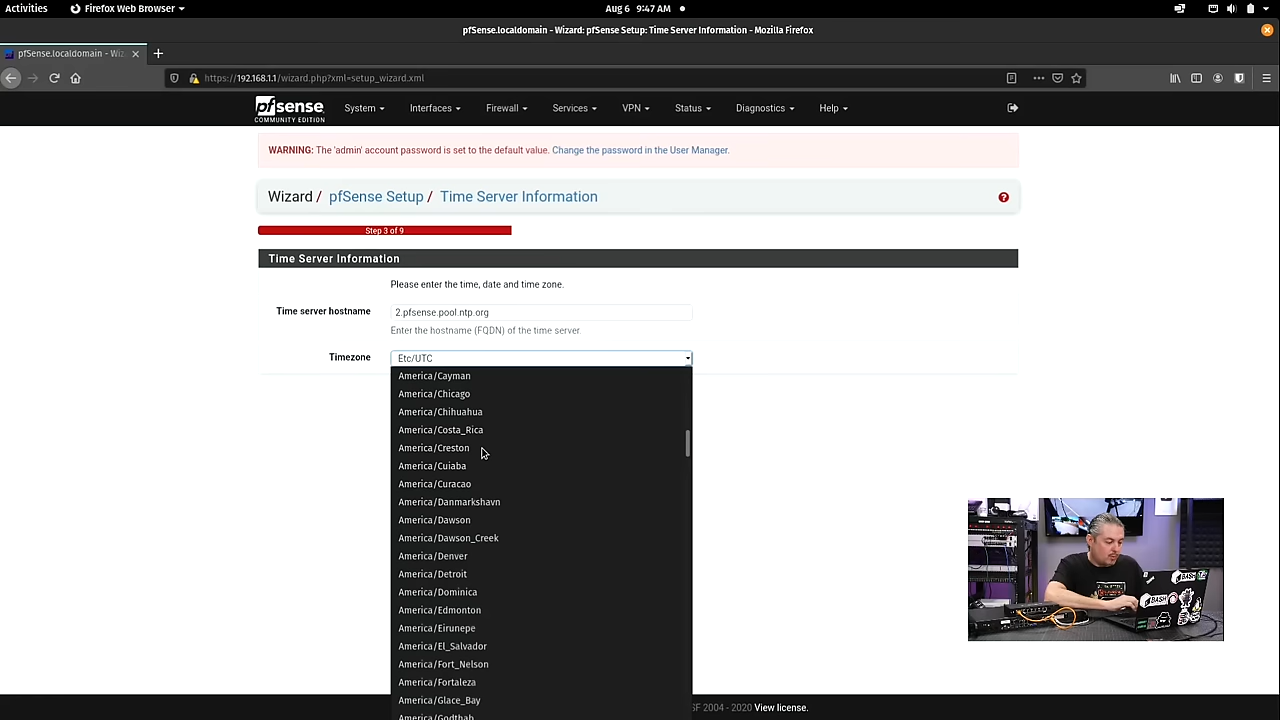 Activities
Firefox Web Browser
Aug 6 9:47 AM
pfSense.localdomain - Wizard: pfSense Setup: Time Server Information - Mozilla Firefox
pfSense.localdomain - Wiz
https://192.168.1.1/wizard.php?xml=setup_wizard.xml
pfsense
COMMUNITY EDITION
System
Interfaces
Firewall
Services
VPN
Status
Diagnostics
Help
WARNING: The 'admin' account password is set to the default value. Change the password in the User Manager.
Wizard / pfSense Setup / Time Server Information
Step 3 of 9
Time Server Information
Please enter the time, date and time zone.
Time server hostname
2.pfsense.pool.ntp.org
Enter the hostname (FQDN) of the time server.
Timezone
Etc/UTC
America/Cayman
America/Chicago
America/Chihuahua
America/Costa_Rica
America/Creston
America/Cuiaba
America/Curacao
America/Danmarkshavn
America/Dawson
America/Dawson_Creek
America/Denver
America/Detroit
America/Dominica
America/Edmonton
America/Eirunepe
America/El_Salvador
America/Fort_Nelson
America/Fortaleza
America/Glace_Bay
America/Godthab
SF 2004 - 2020 View license.
BASH
BASH